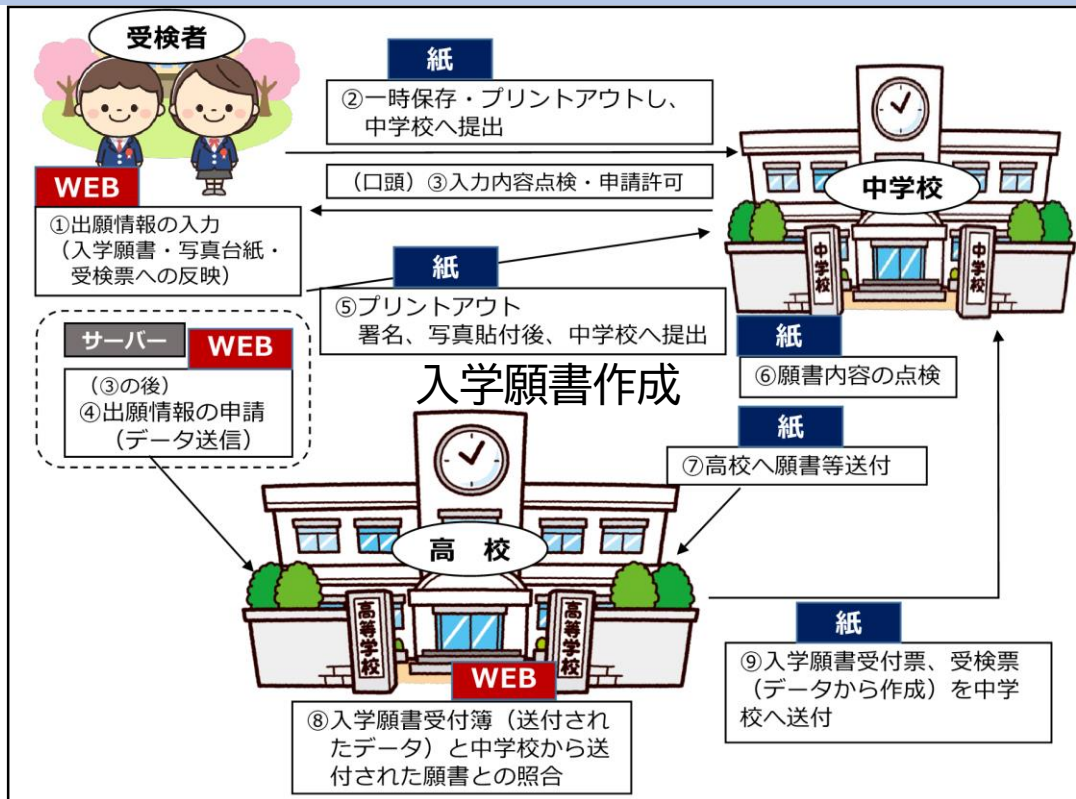 受検者
紙
②一時保存・プリントアウトし、
中学校へ提出
WEB
（口頭）③入力内容点検・申請許可
中学校
①出願情報の入力
（入学願書・写真台紙・
受検票への反映）
中学校
中学校
紙
⑤プリントアウト
署名、写真貼付後、中学校へ提出
サーバー
WEB
（③の後）
④出願情報の申請
（データ送信）
入学願書作成
紙
⑥願書内容の点検
紙
⑦高校へ願書等送付
高 校
高等学校
高等学校
WEB
⑧入学願書受付簿（送付され
たデータ）と中学校から送
付された願書との照合
紙
⑨入学願書受付票、受検票
（データから作成）を中学
校へ送付